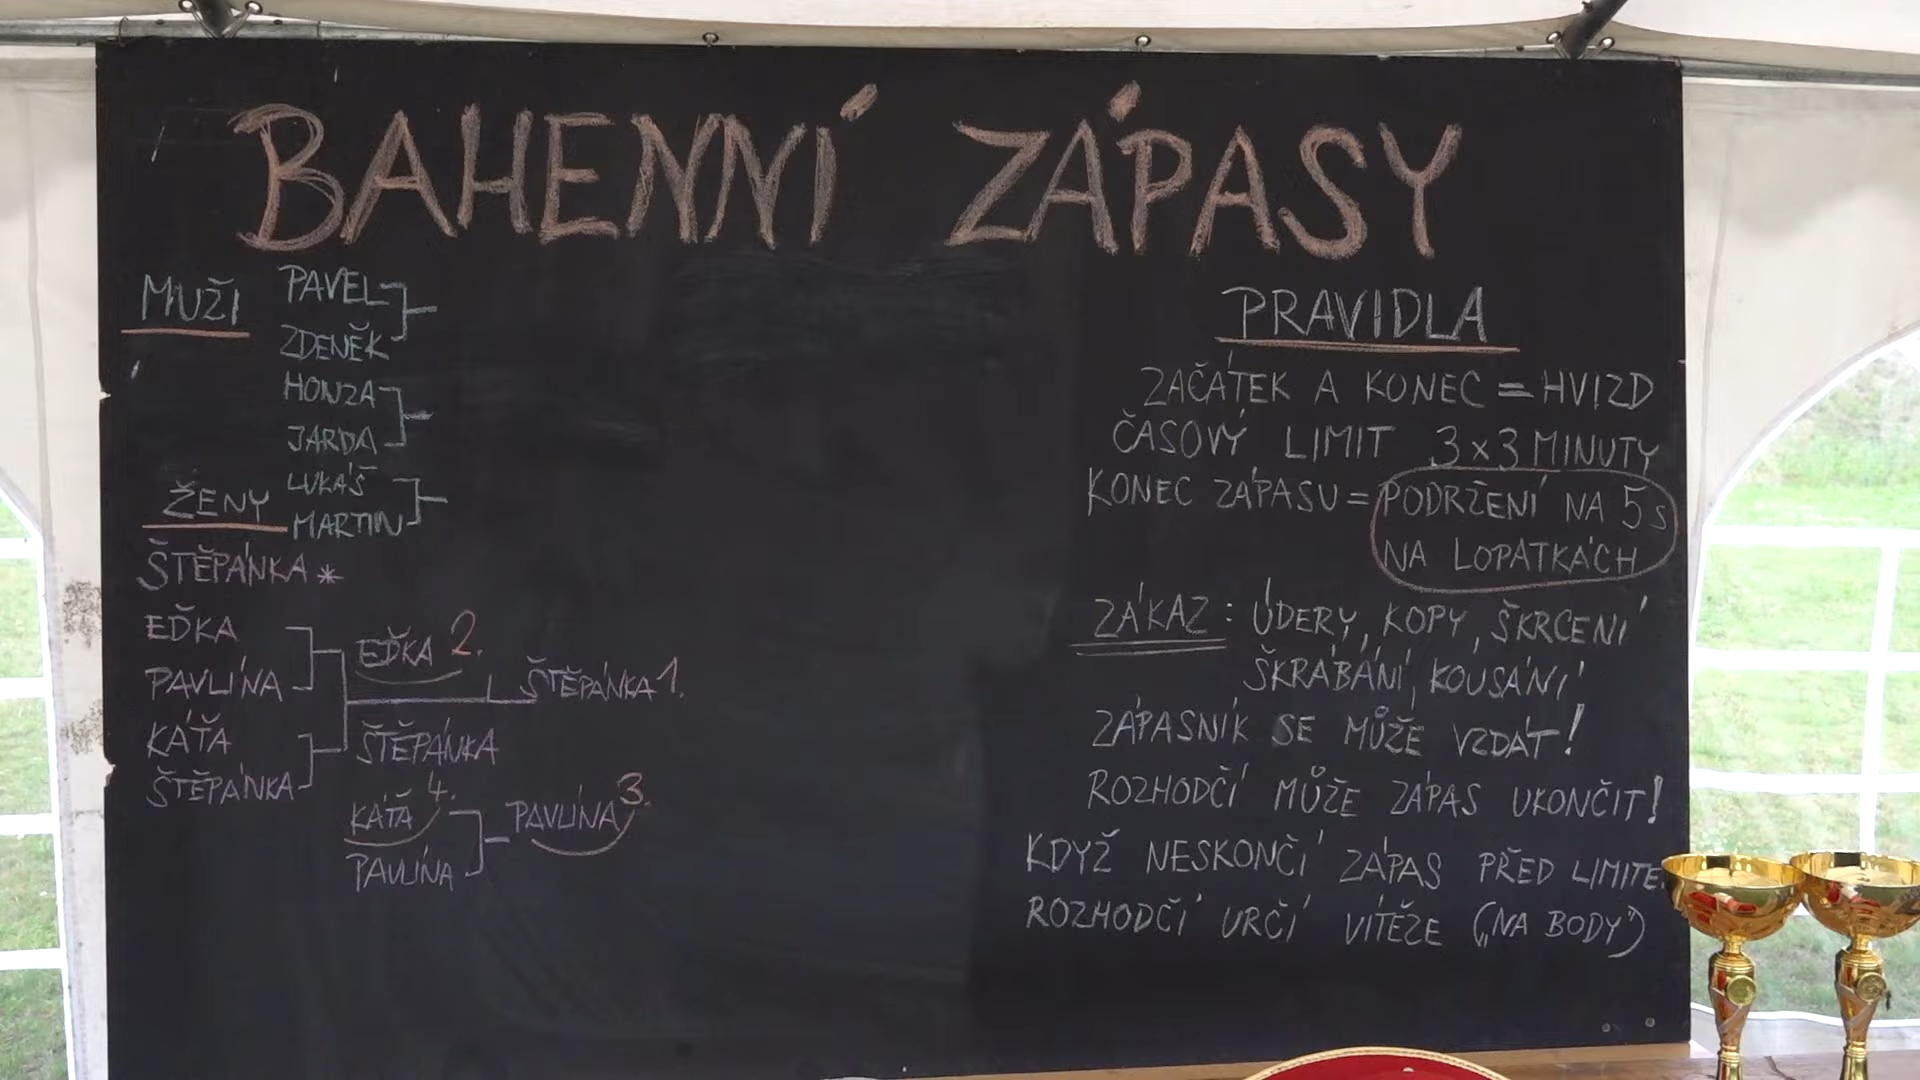 BAHENNÍ ZÁPASY
MUŽI
PAVEL
ZDENĚK
HONZA
JARDA
LUKÁŠ
MARTIN
ŽENY
ŠTĚPÁNKA *
EĎKA
PAVLÍNA
KÁŤA
ŠTĚPÁNKA
EĎKA 2.
ŠTĚPÁNKA
ŠTĚPÁNKA 1.
KÁŤA 4.
PAVLÍNA
PAVLÍNA 3.
PRAVIDLA
ZAČÁTEK A KONEC = HVIZD
ČASOVÝ LIMIT 3x3 MINUTY
KONEC ZÁPASU = PODRŽENÍ NA 5s
NA LOPATKÁCH
ZÁKAZ: ÚDERY, KOPY, ŠKRCENÍ
ŠKRÁBÁNÍ, KOUSÁNÍ
ZÁPASNÍK SE MŮŽE VZDÁT!
ROZHODČÍ MŮŽE ZÁPAS UKONČIT!
KDYŽ NESKONČÍ ZÁPAS PŘED LIMITE
ROZHODČÍ URČÍ VÍTĚZE („NA BODY")